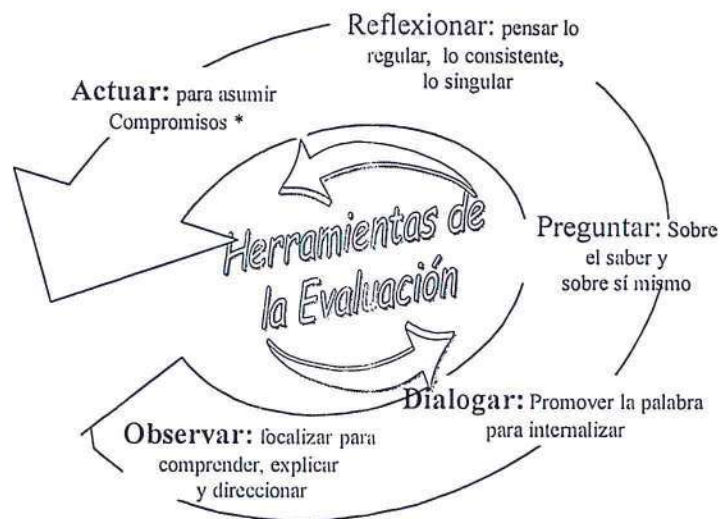 Reflexionar: pensar lo
regular, lo consistente,
lo singular
Actuar: para asumir
Compromisos *
Herramientas de
la Evaluación
Preguntar: Sobre
el saber y
sobre sí mismo
Dialogar: Promover la palabra
para internalizar
Observar: focalizar para
comprender, explicar
y direccionar